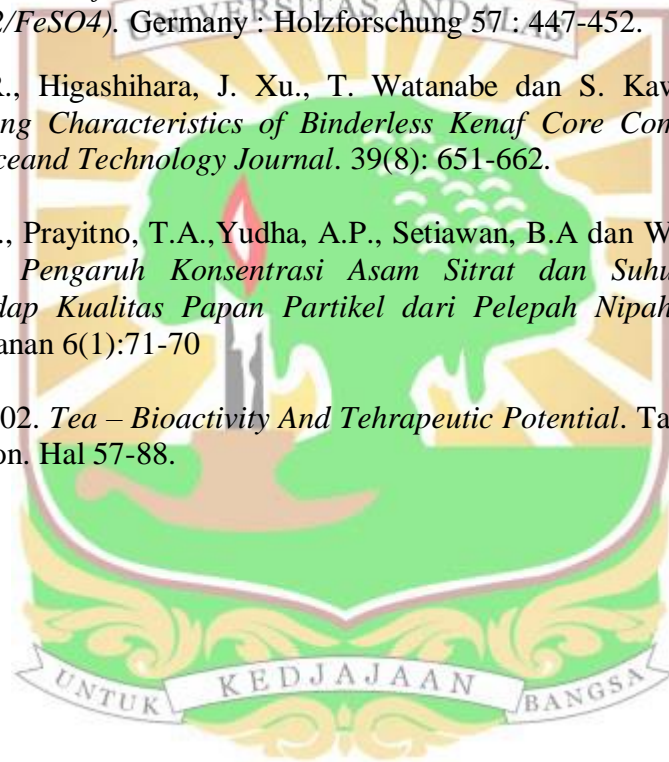 2/FeSO4). Germany : Holzforschung 57 : 447-452.
UNIVERSITAS ANDALAS
R., Higashihara, J. Xu., T. Watanabe dan S. Kaw
ng Characteristics of Binderless Kenaf Core Con
ceand Technology Journal. 39(8): 651-662.
., Prayitno, T.A.,Yudha, A.P., Setiawan, B.A dan W
Pengaruh Konsentrasi Asam Sitrat dan Suhu
dap Kualitas Papan Partikel dari Pelepah Nipah
anan 6(1):71-70
02. Tea – Bioactivity And Tehrapeutic Potential. Ta
on. Hal 57-88.
UNTUK KEDJAJAAN BANGSA